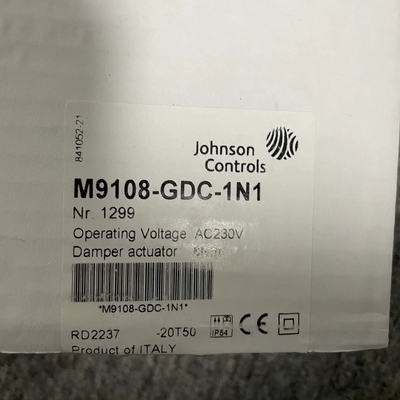 841052-21
Johnson
Controls
M9108-GDC-1N1
Nr. 1299
Operating Voltage AC230V
Damper actuator
*M9108-GDC-1N1*
RD2237 -20T50 IP54 CE
Product of ITALY